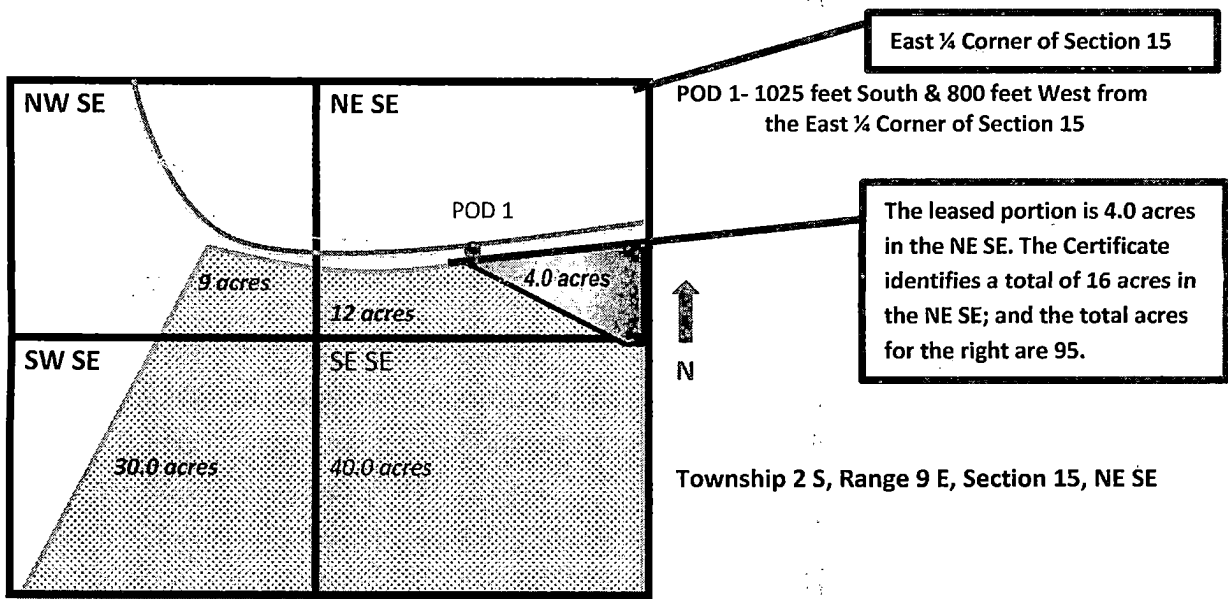 East ¼ Corner of Section 15
NW SE
NE SE
POD 1- 1025 feet South & 800 feet West from
the East ¼ Corner of Section 15
POD 1
The leased portion is 4.0 acres
in the NE SE. The Certificate
identifies a total of 16 acres in
the NE SE; and the total acres
for the right are 95.
4.0 acres
9 acres
12 acres
N
SW SE
SE SE
30.0 acres
40.0 acres
Township 2 S, Range 9 E, Section 15, NE SE